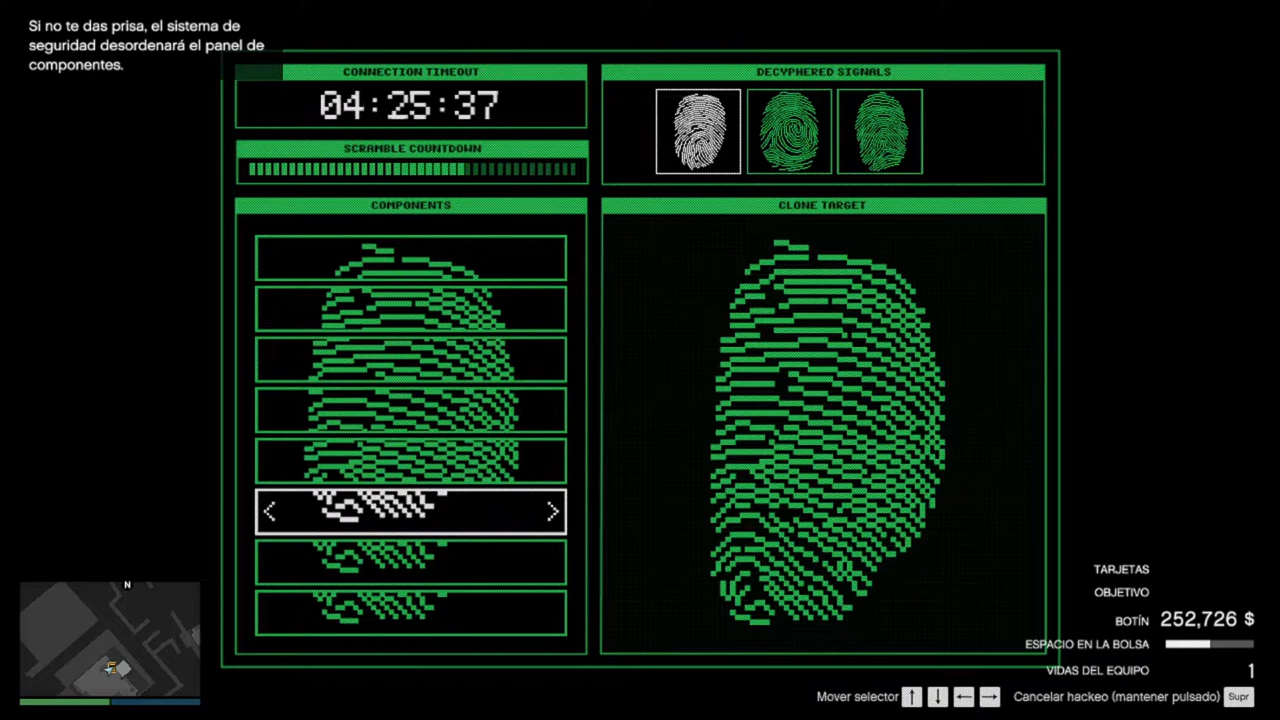 Si no te das prisa, el sistema de
seguridad desordenará el panel de
componentes.
CONNECTION TIMEOUT
04:25:37
SCRAMBLE COUNTDOWN
DECYPHERED SIGNALS
COMPONENTS
CLONE TARGET
N
TARJETAS
OBJETIVO
BOTÍN 252,726 $
ESPACIO EN LA BOLSA
VIDAS DEL EQUIPO 1
Mover selector ↑ ↓ ← → Cancelar hackeo (mantener pulsado) Supr